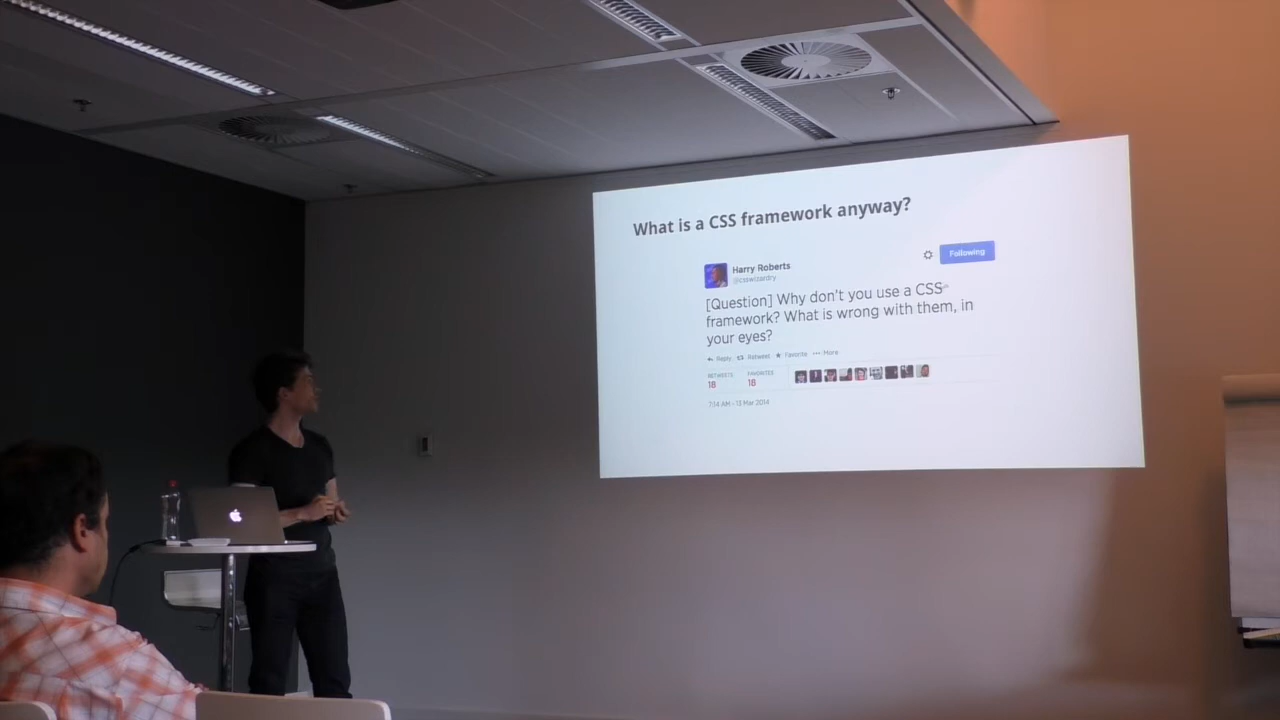 What is a CSS framework anyway?
Harry Roberts
@csswizardry
Following
[Question] Why don't you use a CSS
framework? What is wrong with them, in
your eyes?
Reply Retweet Favorite More
RETWEETS FAVORITES
18 18
7:14 AM - 13 Mar 2014